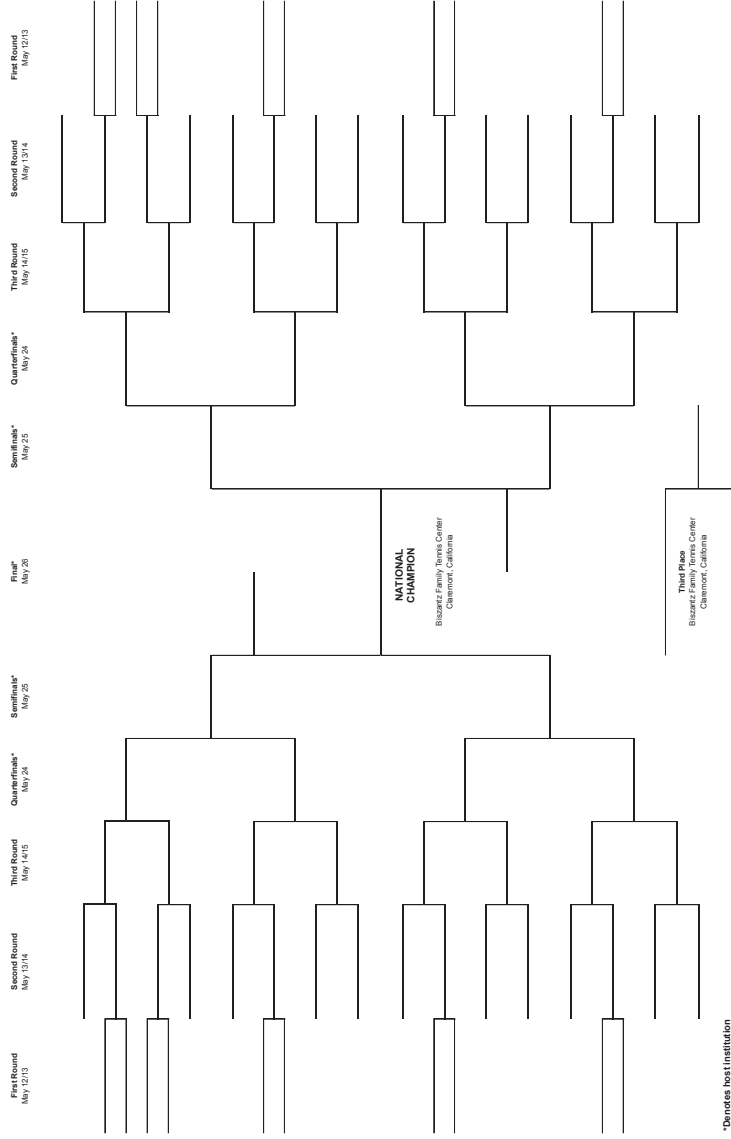 First Round
May 12/13
Second Round
May 13/14
Third Round
May 14/15
Quarterfinals*
May 24
Semifinals*
May 25
Final*
May 26
Semifinals*
May 25
Quarterfinals*
May 24
Third Round
May 14/15
Second Round
May 13/14
First Round
May 12/13
NATIONAL
CHAMPION
Biszantz Family Tennis Center
Claremont, California
Third Place
Biszantz Family Tennis Center
Claremont, California
*Denotes host institution